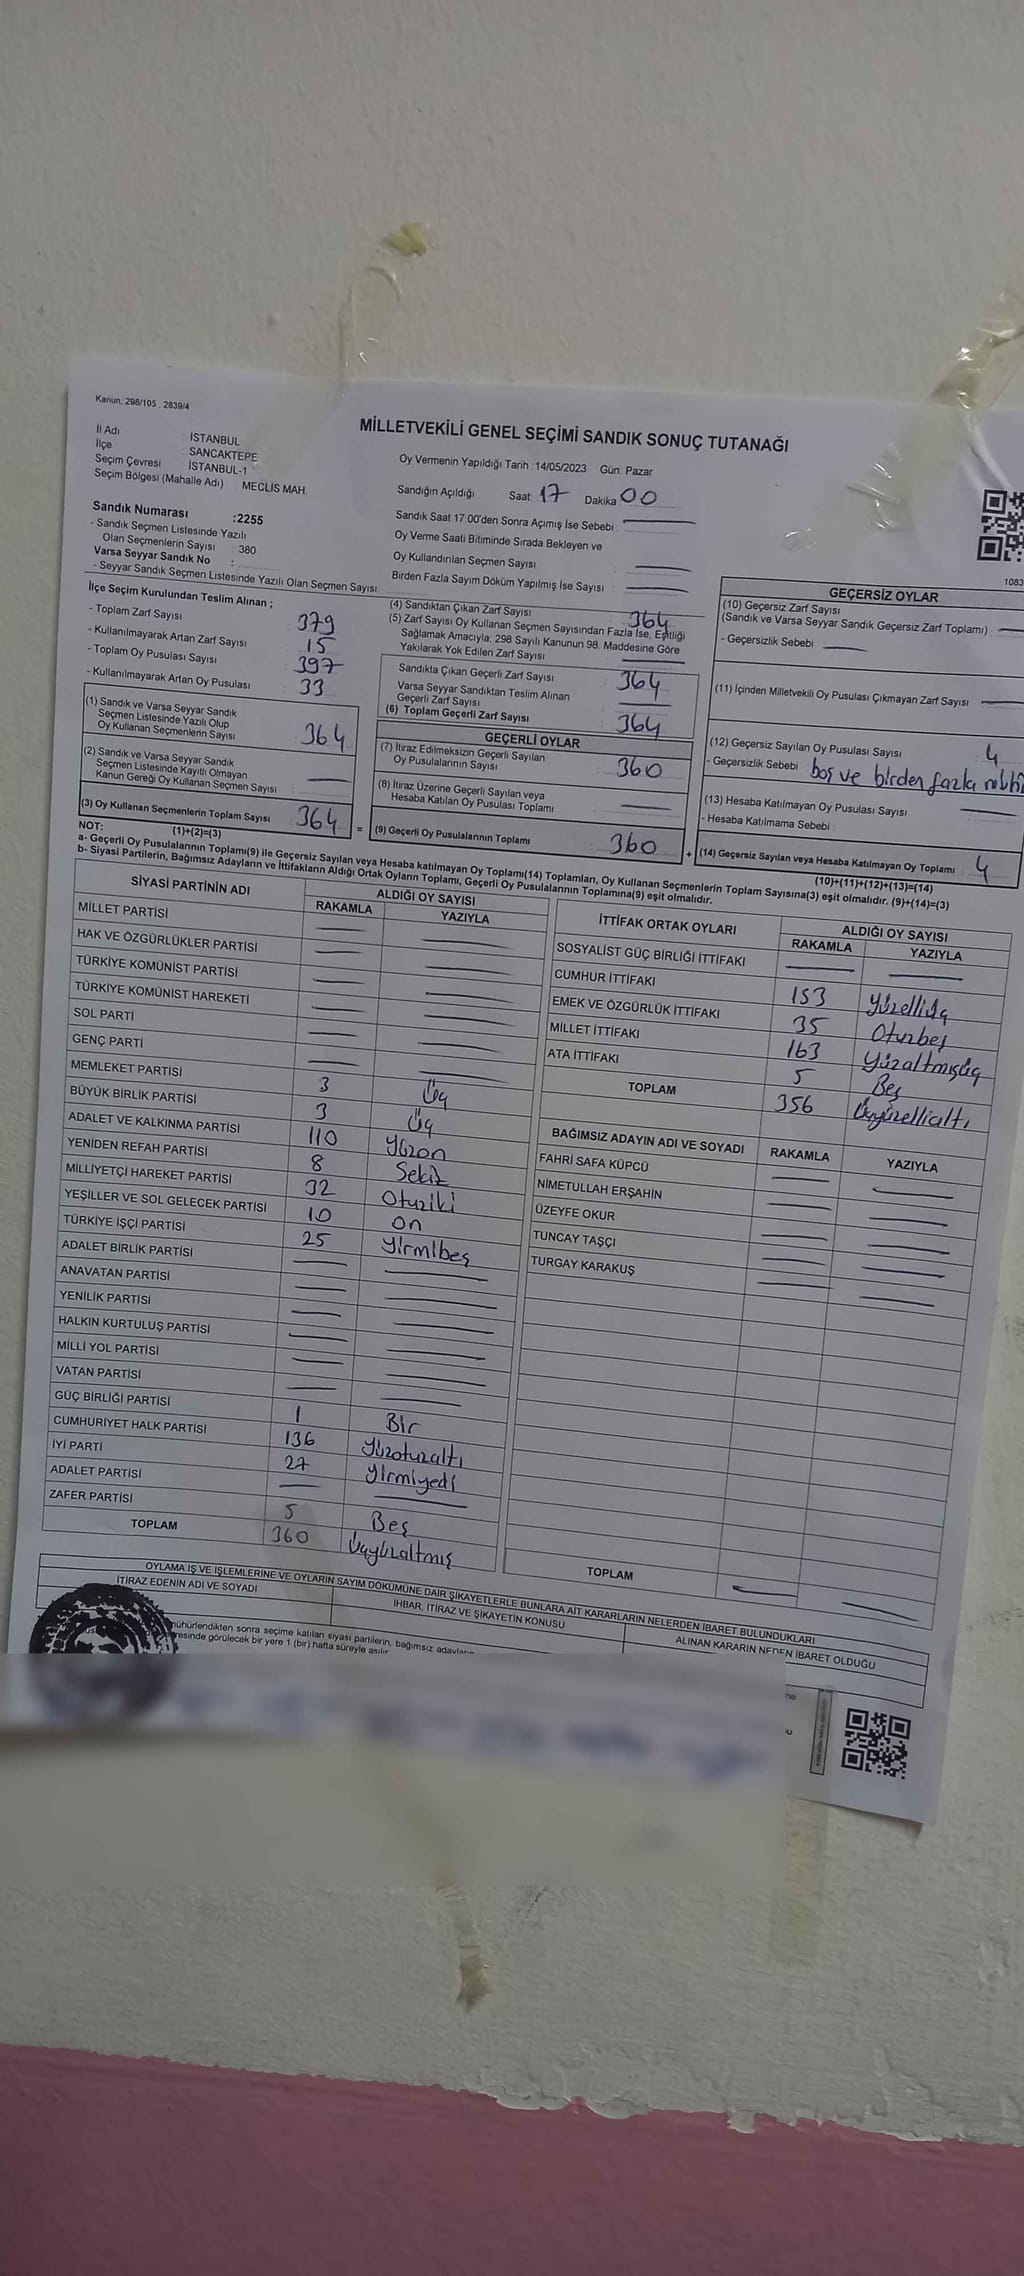 Kanun; 298/105 , 2839/4
MİLLETVEKİLİ GENEL SEÇİMİ SANDIK SONUÇ TUTANAĞI
İl Adı : İSTANBUL
İlçe : SANCAKTEPE
Seçim Çevresi : İSTANBUL-1
Seçim Bölgesi (Mahalle Adı) : MECLİS MAH.
Oy Vermenin Yapıldığı Tarih: 14/05/2023 Gün: Pazar
Sandığın Açıldığı Saat: 17 Dakika 00
Sandık Saat 17:00'den Sonra Açımış İse Sebebi :
Oy Verme Saati Bitiminde Sırada Bekleyen ve
Oy Kullandırılan Seçmen Sayısı :
Birden Fazla Sayım Döküm Yapılmış İse Sayısı :
Sandık Numarası :2255
- Sandık Seçmen Listesinde Yazılı
Olan Seçmenlerin Sayısı : 380
Varsa Seyyar Sandık No :
- Seyyar Sandık Seçmen Listesinde Yazılı Olan Seçmen Sayısı:
1083
İlçe Seçim Kurulundan Teslim Alınan ;
- Toplam Zarf Sayısı : 379
- Kullanılmayarak Artan Zarf Sayısı : 15
- Toplam Oy Pusulası Sayısı : 397
- Kullanılmayarak Artan Oy Pusulası : 33
(1) Sandık ve Varsa Seyyar Sandık
Seçmen Listesinde Yazılı Olup
Oy Kullanan Seçmenlerin Sayısı : 364
(2) Sandık ve Varsa Seyyar Sandık
Seçmen Listesinde Kayıtlı Olmayan
Kanun Gereği Oy Kullanan Seçmen Sayısı :
(3) Oy Kullanan Seçmenlerin Toplam Sayısı : 364
(1)+(2)=(3)
(4) Sandıktan Çıkan Zarf Sayısı : 364
(5) Zarf Sayısı Oy Kullanan Seçmen Sayısından Fazla İse, Eşitliği
Sağlamak Amacıyla, 298 Sayılı Kanunun 98. Maddesine Göre
Yakılarak Yok Edilen Zarf Sayısı :
Sandıkta Çıkan Geçerli Zarf Sayısı : 364
Varsa Seyyar Sandıktan Teslim Alınan
Geçerli Zarf Sayısı :
(6) Toplam Geçerli Zarf Sayısı : 364
GEÇERLİ OYLAR
(7) İtiraz Edilmeksizin Geçerli Sayılan
Oy Pusulalarının Sayısı : 360
(8) İtiraz Üzerine Geçerli Sayılan veya
Hesaba Katılan Oy Pusulası Toplamı :
= (9) Geçerli Oy Pusulalarının Toplamı : 360
GEÇERSİZ OYLAR
(10) Geçersiz Zarf Sayısı
(Sandık ve Varsa Seyyar Sandık Geçersiz Zarf Toplamı) :
- Geçersizlik Sebebi :
(11) İçinden Milletvekili Oy Pusulası Çıkmayan Zarf Sayısı :
(12) Geçersiz Sayılan Oy Pusulası Sayısı : 4
- Geçersizlik Sebebi : boş ve birden fazla
(13) Hesaba Katılmayan Oy Pusulası Sayısı :
- Hesaba Katılmama Sebebi :
+ (14) Geçersiz Sayılan veya Hesaba Katılmayan Oy Toplamı : 4
(10)+(11)+(12)+(13)=(14)
NOT:
a- Geçerli Oy Pusulalarının Toplamı(9) ile Geçersiz Sayılan veya Hesaba katılmayan Oy Toplamı(14) Toplamları, Oy Kullanan Seçmenlerin Toplam Sayısına(3) eşit olmalıdır. (9)+(14)=(3)
b- Siyasi Partilerin, Bağımsız Adayların ve İttifakların Aldığı Ortak Oyların Toplamı, Geçerli Oy Pusulalarının Toplamına(9) eşit olmalıdır.
SİYASİ PARTİNİN ADI ALDIĞI OY SAYISI
RAKAMLA YAZIYLA
MİLLET PARTİSİ
HAK VE ÖZGÜRLÜKLER PARTİSİ
TÜRKİYE KOMÜNİST PARTİSİ
TÜRKİYE KOMÜNİST HAREKETİ
SOL PARTİ
GENÇ PARTİ
MEMLEKET PARTİSİ 3 Üç
BÜYÜK BİRLİK PARTİSİ 3 Üç
ADALET VE KALKINMA PARTİSİ 110 Yüzon
YENİDEN REFAH PARTİSİ 8 Sekiz
MİLLİYETÇİ HAREKET PARTİSİ 32 Otuziki
YEŞİLLER VE SOL GELECEK PARTİSİ 10 On
TÜRKİYE İŞÇİ PARTİSİ 25 Yirmibeş
ADALET BİRLİK PARTİSİ
ANAVATAN PARTİSİ
YENİLİK PARTİSİ
HALKIN KURTULUŞ PARTİSİ
MİLLİ YOL PARTİSİ
VATAN PARTİSİ
GÜÇ BİRLİĞİ PARTİSİ 1 Bir
CUMHURİYET HALK PARTİSİ 136 Yüzotuzaltı
İYİ PARTİ 27 Yirmiyedi
ADALET PARTİSİ
ZAFER PARTİSİ 5 Beş
TOPLAM 360 Üçyüzaltmış
İTTİFAK ORTAK OYLARI ALDIĞI OY SAYISI
RAKAMLA YAZIYLA
SOSYALİST GÜÇ BİRLİĞİ İTTİFAKI
CUMHUR İTTİFAKI 153 Yüzelliüç
EMEK VE ÖZGÜRLÜK İTTİFAKI 35 Otuzbeş
MİLLET İTTİFAKI 163 Yüzaltmışüç
ATA İTTİFAKI 5 Beş
TOPLAM 356 Üçyüzellialtı
BAĞIMSIZ ADAYIN ADI VE SOYADI RAKAMLA YAZIYLA
FAHRİ SAFA KÜPCÜ
NİMETULLAH ERŞAHİN
ÜZEYFE OKUR
TUNCAY TAŞÇI
TURGAY KARAKUŞ
TOPLAM
OYLAMA İŞ VE İŞLEMLERİNE VE OYLARIN SAYIM DÖKÜMÜNE DAİR ŞİKAYETLERLE BUNLARA AİT KARARLARIN NELERDEN İBARET BULUNDUKLARI
İTİRAZ EDENİN ADI VE SOYADI İHBAR, İTİRAZ VE ŞİKAYETİN KONUSU ALINAN KARARIN NEDEN İBARET OLDUĞU
mühürlendikten sonra seçime katılan siyasi partilerin, bağımsız adayların
resinde görülecek bir yere 1 (bir) hafta süreyle asılır.